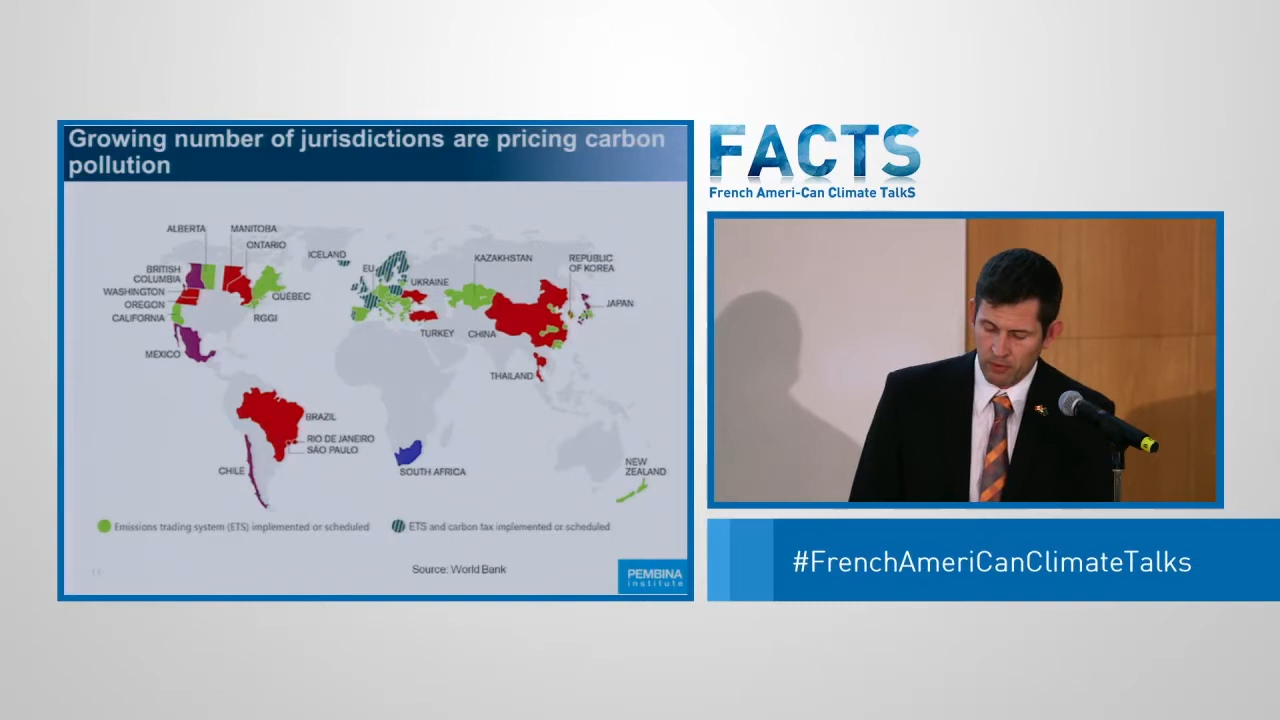 Growing number of jurisdictions are pricing carbon
pollution
ALBERTA
MANITOBA
ONTARIO
BRITISH
COLUMBIA
WASHINGTON
OREGON
CALIFORNIA
QUÉBEC
RGGI
MEXICO
ICELAND
EU
UKRAINE
KAZAKHSTAN
REPUBLIC
OF KOREA
JAPAN
TURKEY
CHINA
THAILAND
BRAZIL
RIO DE JANEIRO
SÃO PAULO
CHILE
SOUTH AFRICA
NEW
ZEALAND
Emissions trading system (ETS) implemented or scheduled
ETS and carbon tax implemented or scheduled
Source: World Bank
PEMBINA
institute
FACTS
French Ameri-Can Climate TalkS
#FrenchAmeriCanClimateTalks